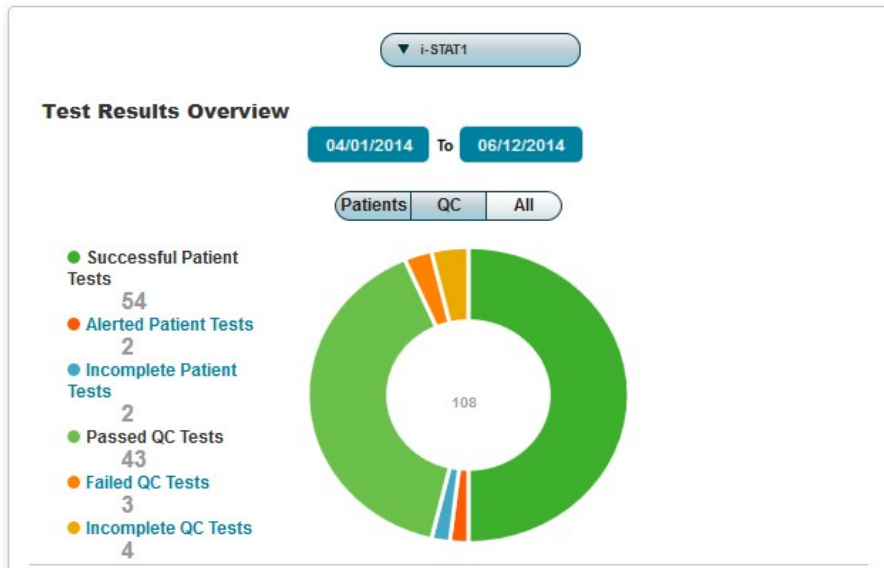 i-STAT1
Test Results Overview
04/01/2014 To 06/12/2014
Patients QC All
Successful Patient
Tests
54
Alerted Patient Tests
2
Incomplete Patient
Tests
2
Passed QC Tests
43
Failed QC Tests
3
Incomplete QC Tests
4
108